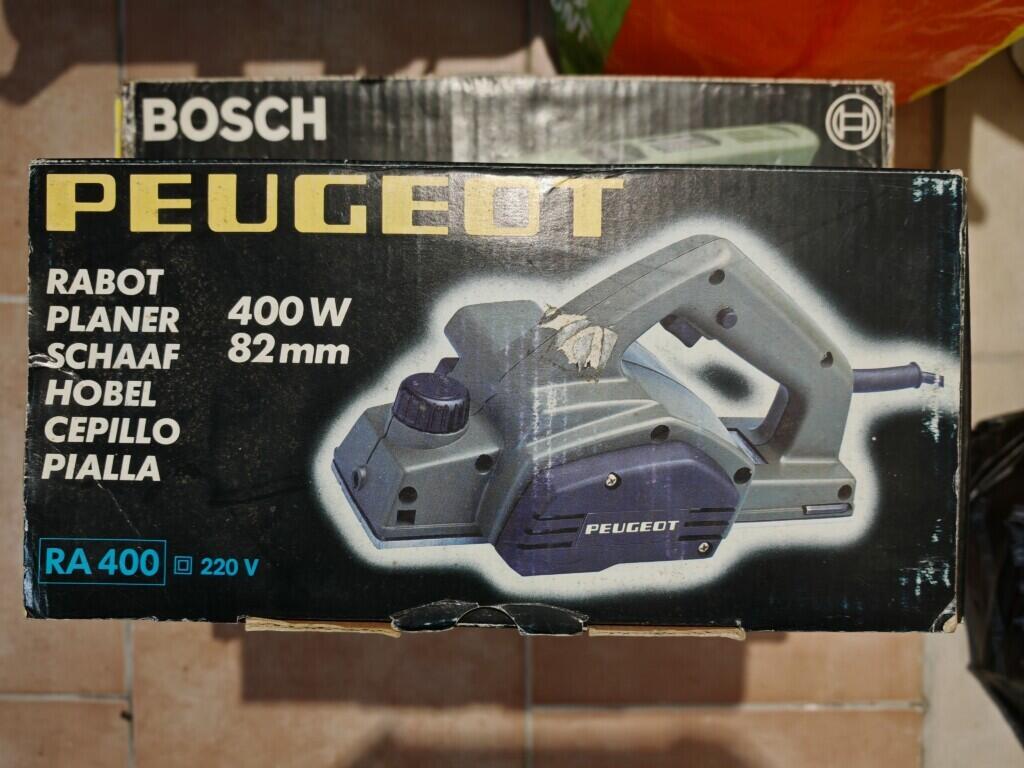 BOSCH
PEUGEOT
RABOT
PLANER
SCHAAF
HOBEL
CEPILLO
PIALLA
400 W
82 mm
PEUGEOT
RA 400 220 V